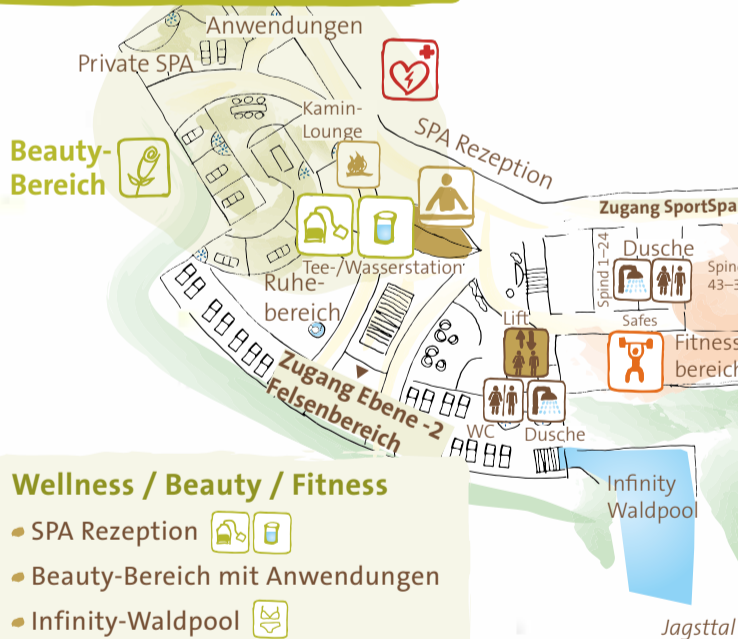 Anwendungen
Private SPA
Kamin-
Lounge
SPA Rezeption
Beauty-
Bereich
Zugang SportSpa
Spind 1–24
Dusche
Spind
43–
Tee-/Wasserstation
Ruhe-
bereich
Lift
Safes
Fitness
bereich
Zugang Ebene -2
Felsenbereich
WC
Dusche
Infinity
Waldpool
Wellness / Beauty / Fitness
SPA Rezeption
Beauty-Bereich mit Anwendungen
Infinity-Waldpool
Jagsttal